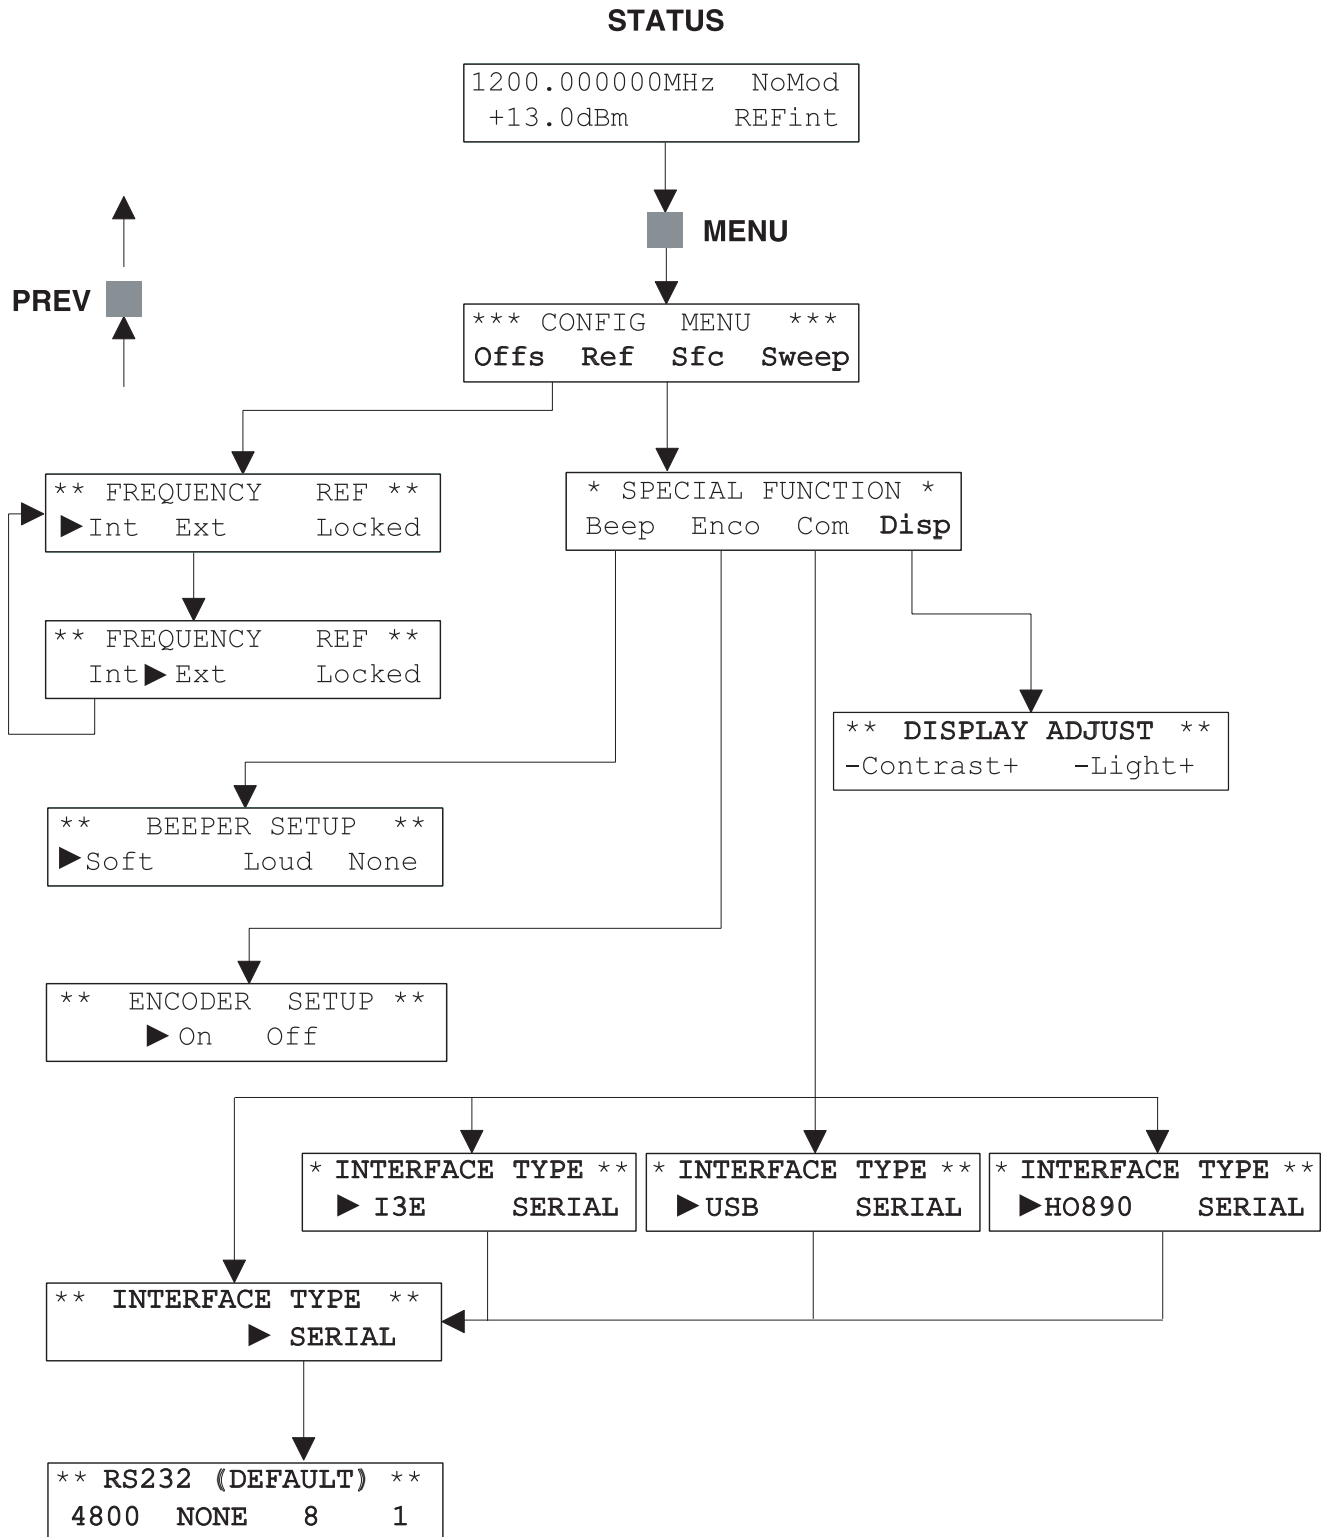 STATUS
1200.000000MHz NoMod
+13.0dBm REFint
MENU
PREV
*** CONFIG MENU ***
Offs Ref Sfc Sweep
** FREQUENCY REF **
▶Int Ext Locked
* SPECIAL FUNCTION *
Beep Enco Com Disp
** FREQUENCY REF **
Int▶Ext Locked
** DISPLAY ADJUST **
-Contrast+ -Light+
** BEEPER SETUP **
▶Soft Loud None
** ENCODER SETUP **
▶On Off
* INTERFACE TYPE **
▶ I3E SERIAL
* INTERFACE TYPE **
▶USB SERIAL
* INTERFACE TYPE **
▶HO890 SERIAL
** INTERFACE TYPE **
▶ SERIAL
** RS232 (DEFAULT) **
4800 NONE 8 1